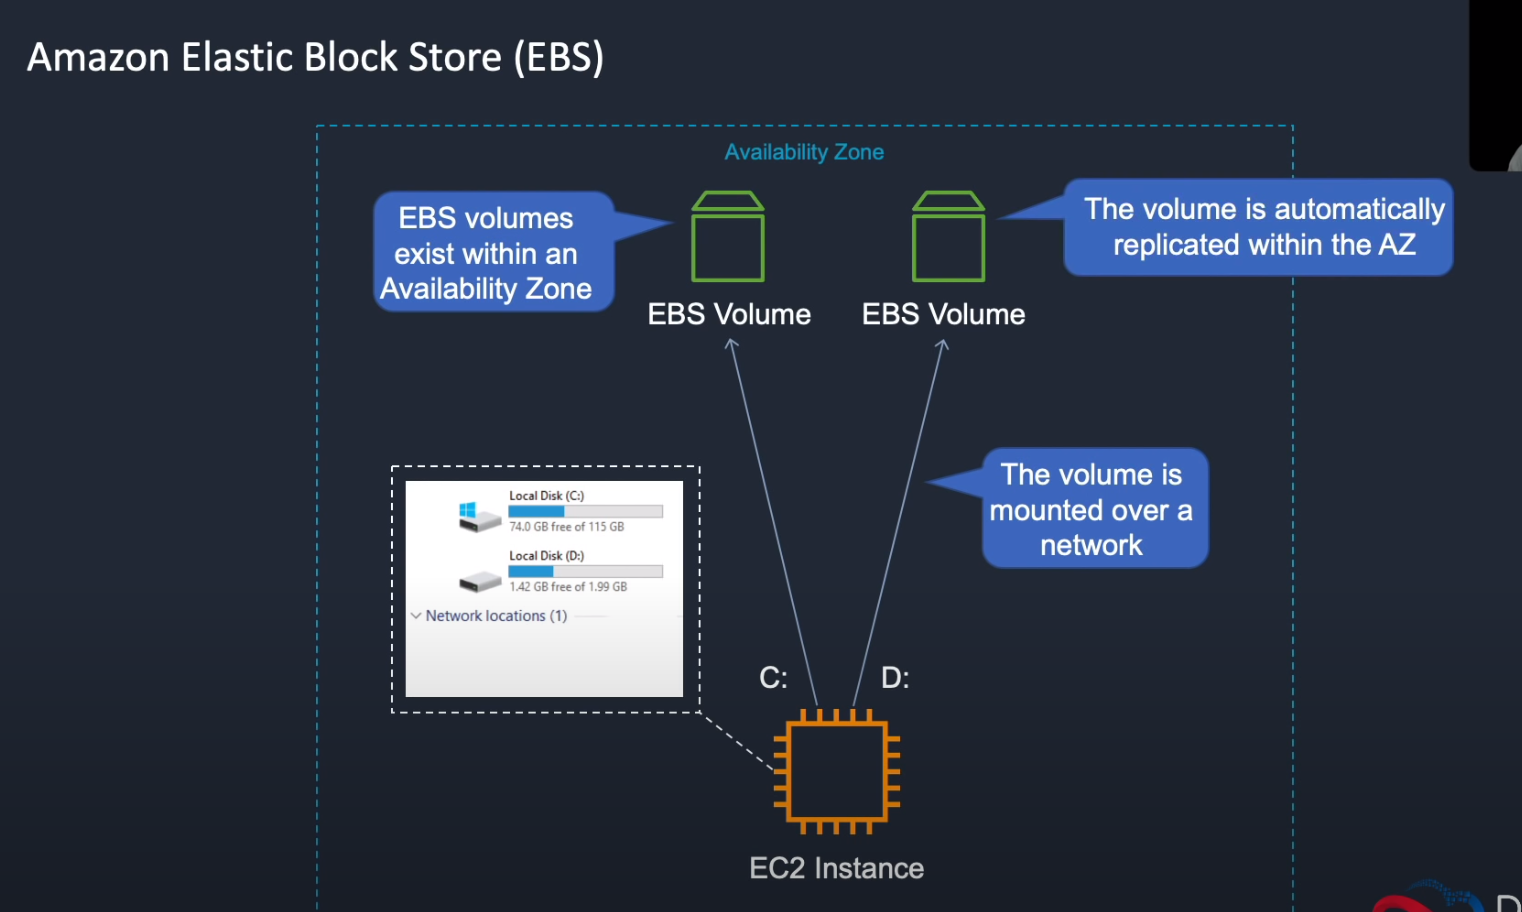 Amazon Elastic Block Store (EBS)
Availability Zone
EBS volumes
exist within an
Availability Zone
The volume is automatically
replicated within the AZ
EBS Volume
EBS Volume
The volume is
mounted over a
network
Local Disk (C:)
74.0 GB free of 115 GB
Local Disk (D:)
1.42 GB free of 1.99 GB
Network locations (1)
C:
D:
EC2 Instance
D